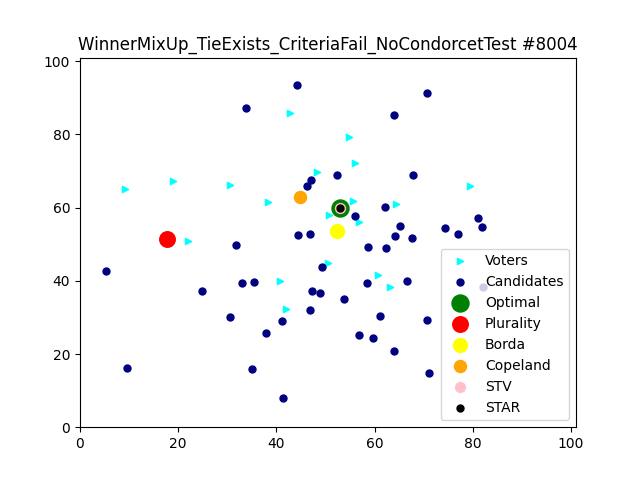 WinnerMixUp_TieExists_CriteriaFail_NoCondorcetTest #8004
100
80
60
40
20
0
0 20 40 60 80 100
Voters
Candidates
Optimal
Plurality
Borda
Copeland
STV
STAR